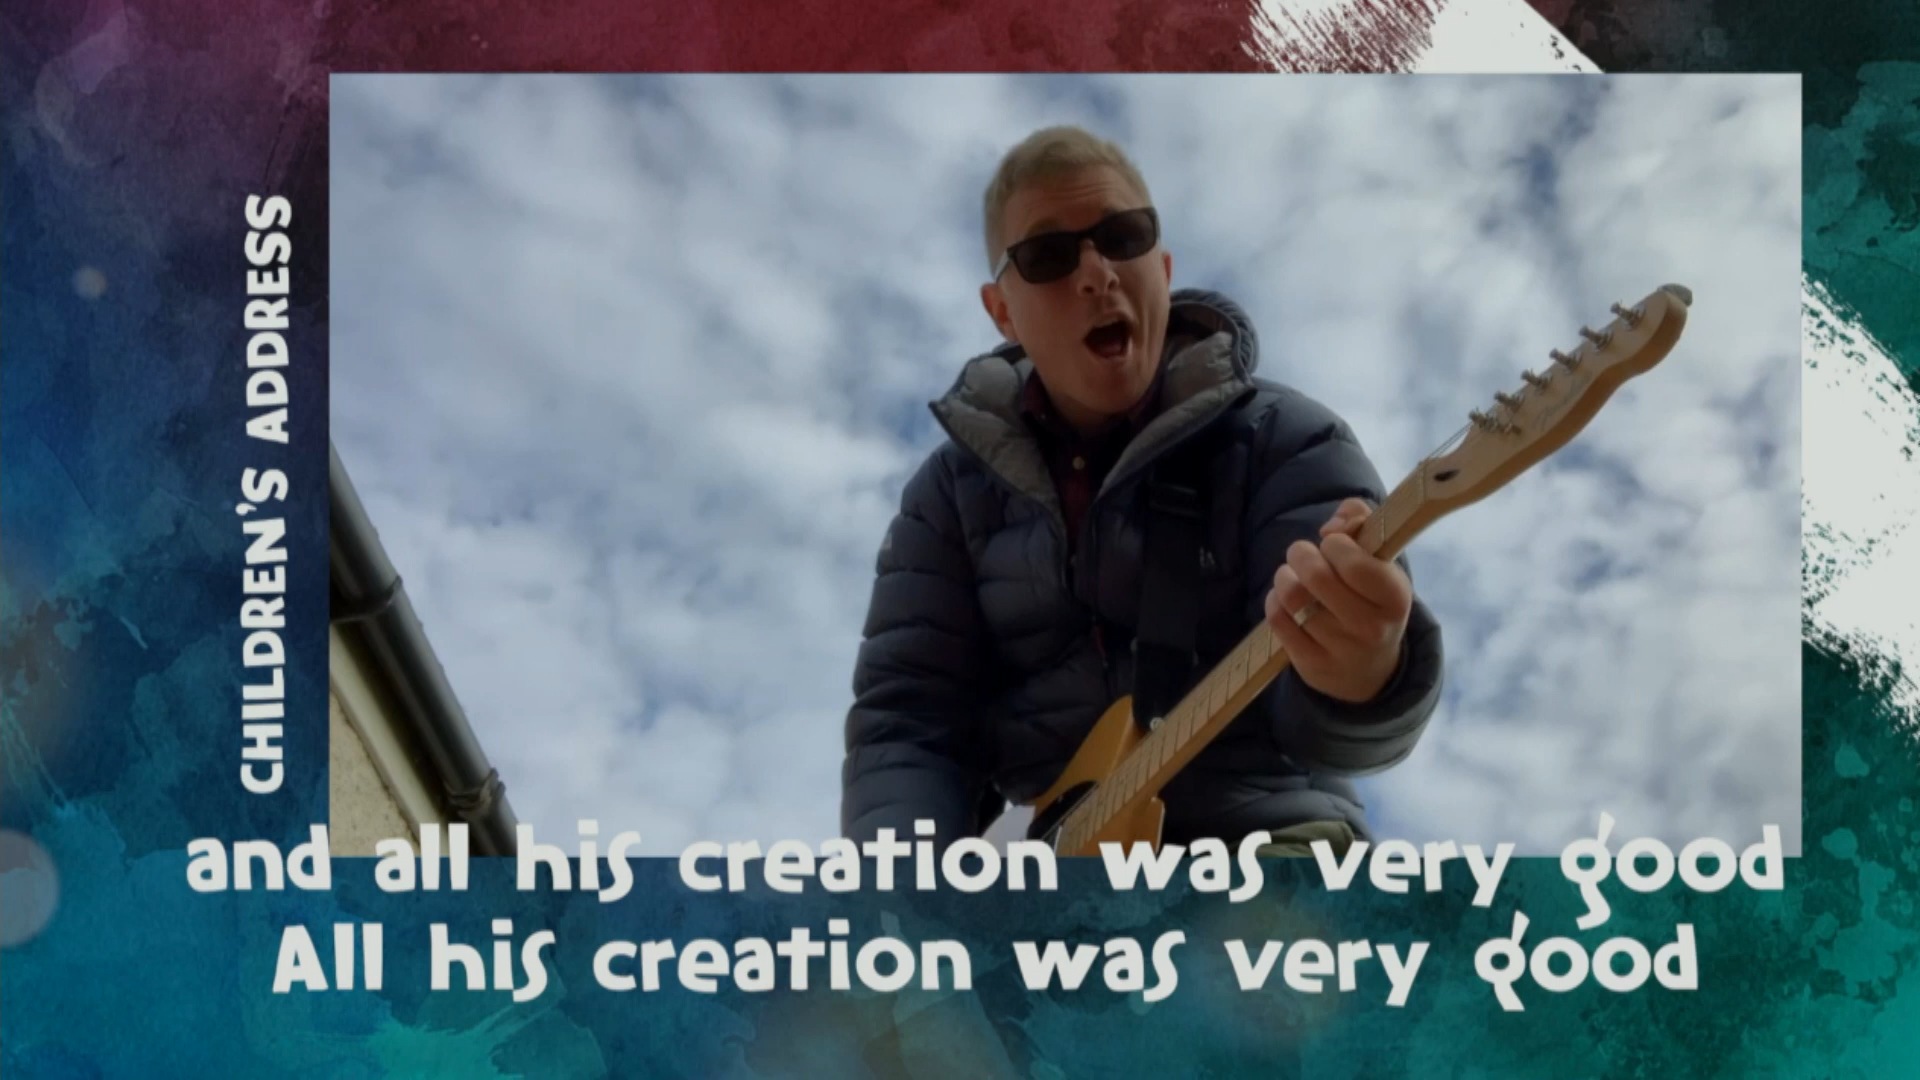 CHILDREN'S ADDRESS
and all his creation was very good
All his creation was very good